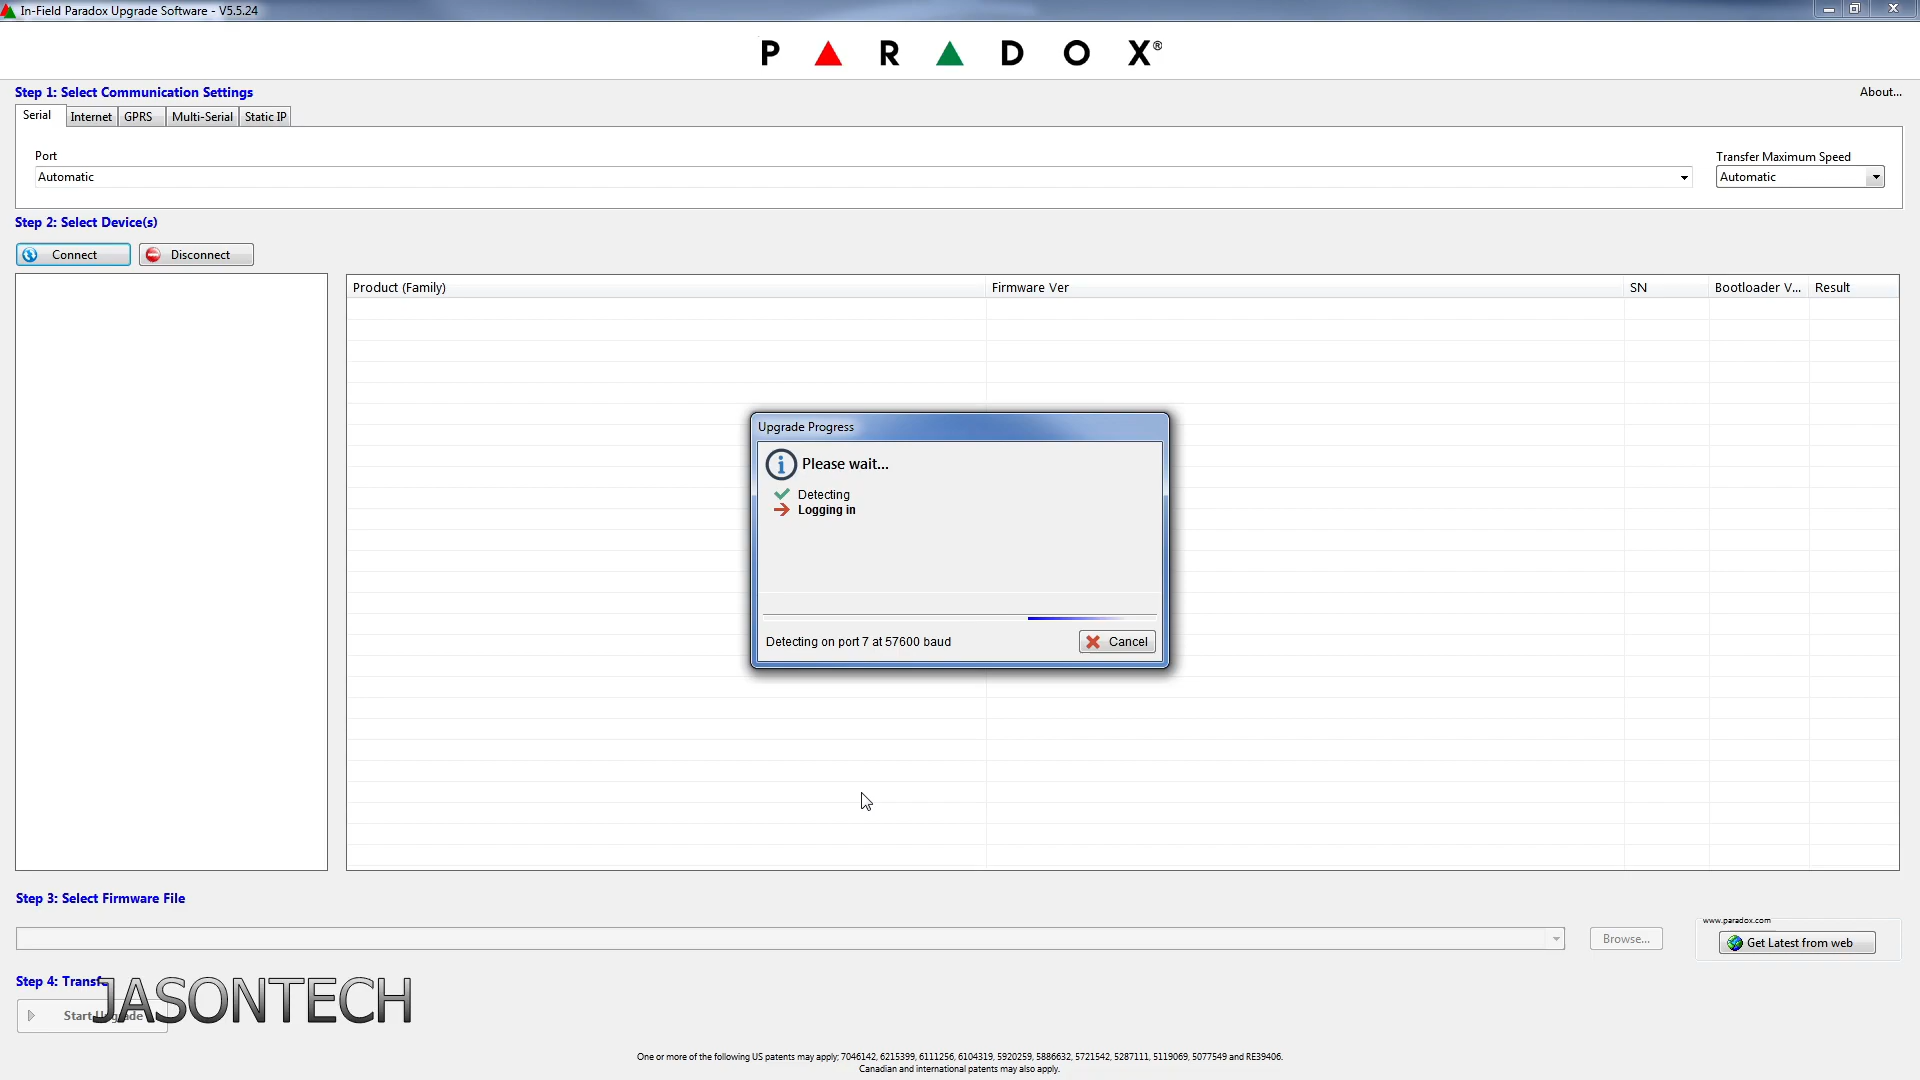 In-Field Paradox Upgrade Software - V5.5.24
P R D O X®
Step 1: Select Communication Settings
About...
Serial Internet GPRS Multi-Serial Static IP
Port
Transfer Maximum Speed
Automatic
Automatic
Step 2: Select Device(s)
Connect Disconnect
Product (Family) Firmware Ver SN Bootloader V... Result
Upgrade Progress
Please wait...
Detecting
Logging in
Detecting on port 7 at 57600 baud
Cancel
Step 3: Select Firmware File
www.paradox.com
Browse...
Get Latest from web
Step 4: Transfe
JASONTECH
Start Upgrade
One or more of the following US patents may apply; 7046142, 6215399, 6111256, 6104319, 5920259, 5886632, 5721542, 5287111, 5119069, 5077549 and RE39406.
Canadian and international patents may also apply.